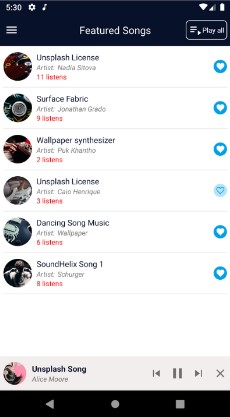 5:30
Featured Songs
Play all
Unsplash License
Artist: Nadia Sitova
11 listens
Surface Fabric
Artist: Jonathan Grado
9 listens
Wallpaper synthesizer
Artist: Puk Khantho
2 listens
Unsplash License
Artist: Caio Henrique
3 listens
Dancing Song Music
Artist: Wallpaper
6 listens
SoundHelix Song 1
Artist: Schurger
8 listens
Unsplash Song
Alice Moore